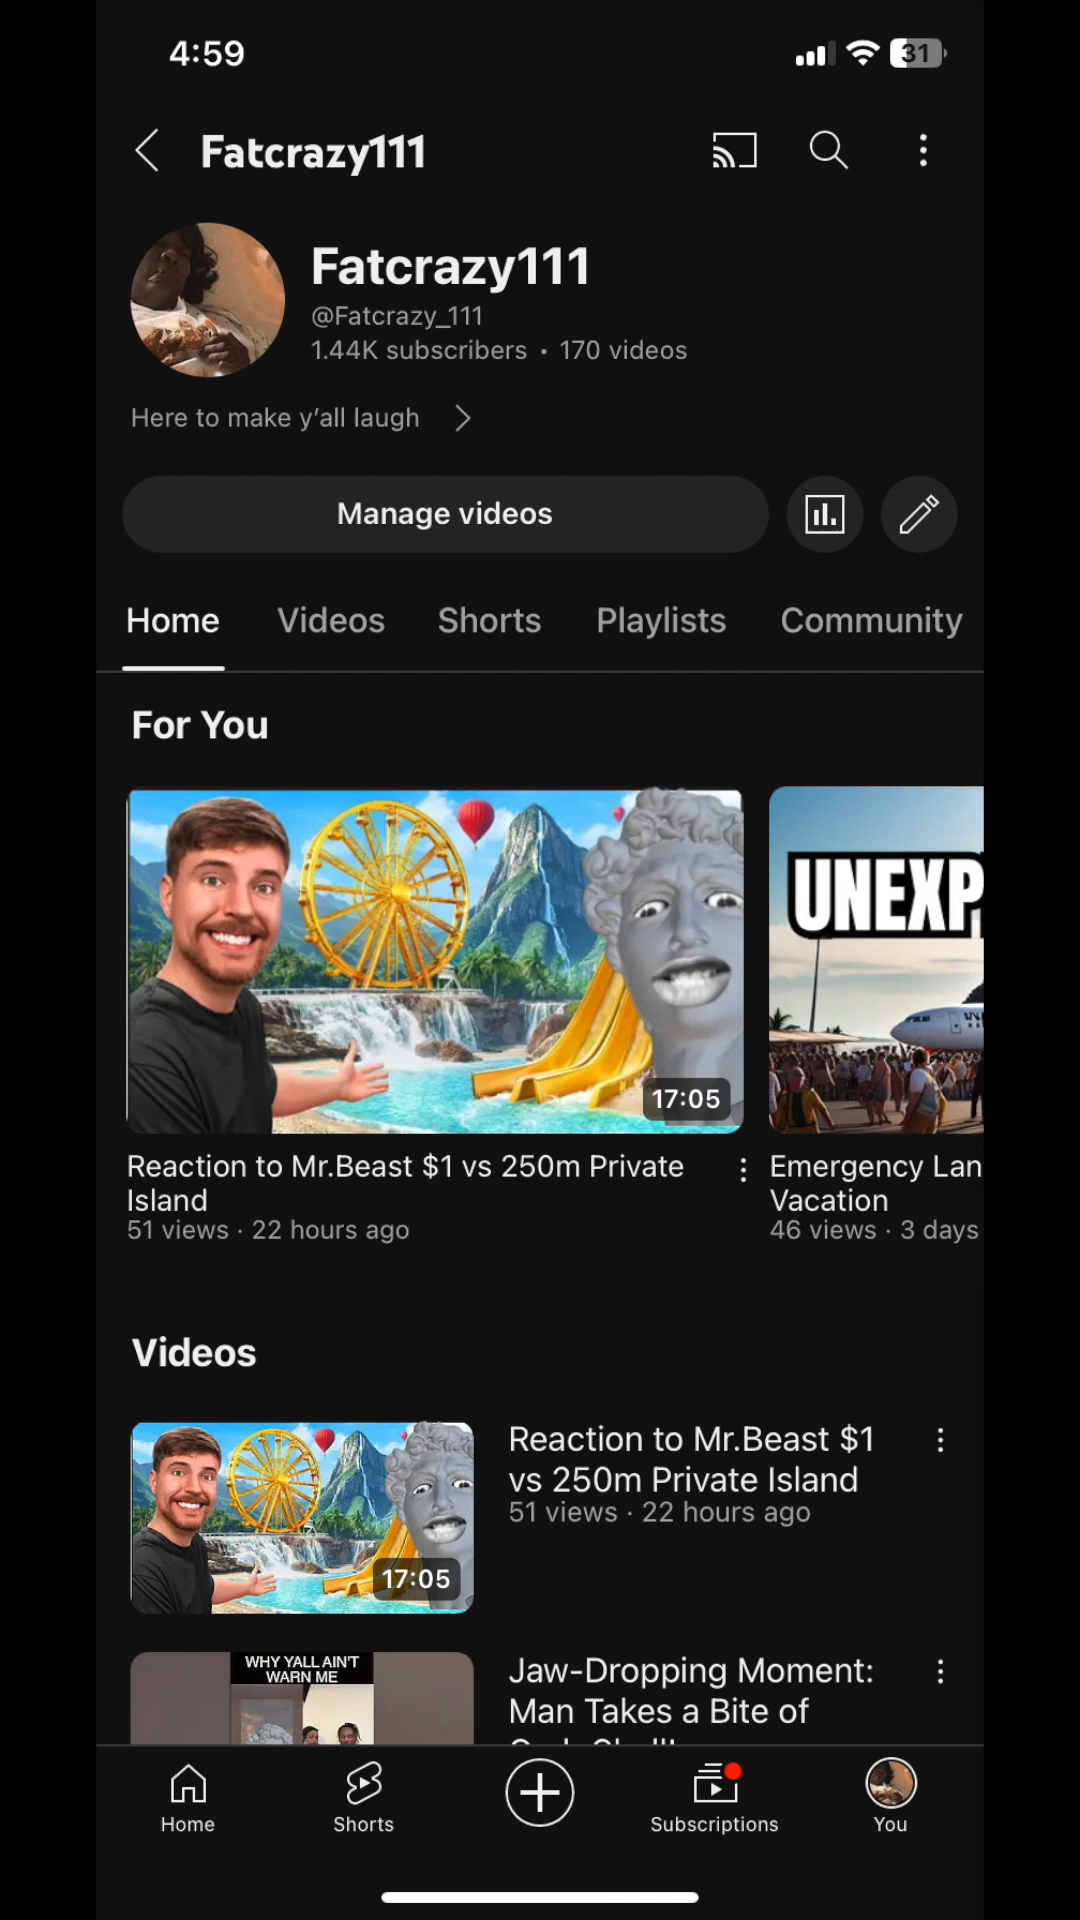 4:59
31
Fatcrazy111
Fatcrazy111
@Fatcrazy_111
1.44K subscribers • 170 videos
Here to make y'all laugh
Manage videos
Home Videos Shorts Playlists Community
For You
UNEXP
17:05
Reaction to Mr.Beast $1 vs 250m Private
Island
51 views · 22 hours ago
Emergency Lan
Vacation
46 views · 3 days
Videos
17:05
Reaction to Mr.Beast $1
vs 250m Private Island
51 views · 22 hours ago
WHY YALL AIN'T
WARN ME
Jaw-Dropping Moment:
Man Takes a Bite of
Home
Shorts
Subscriptions
You